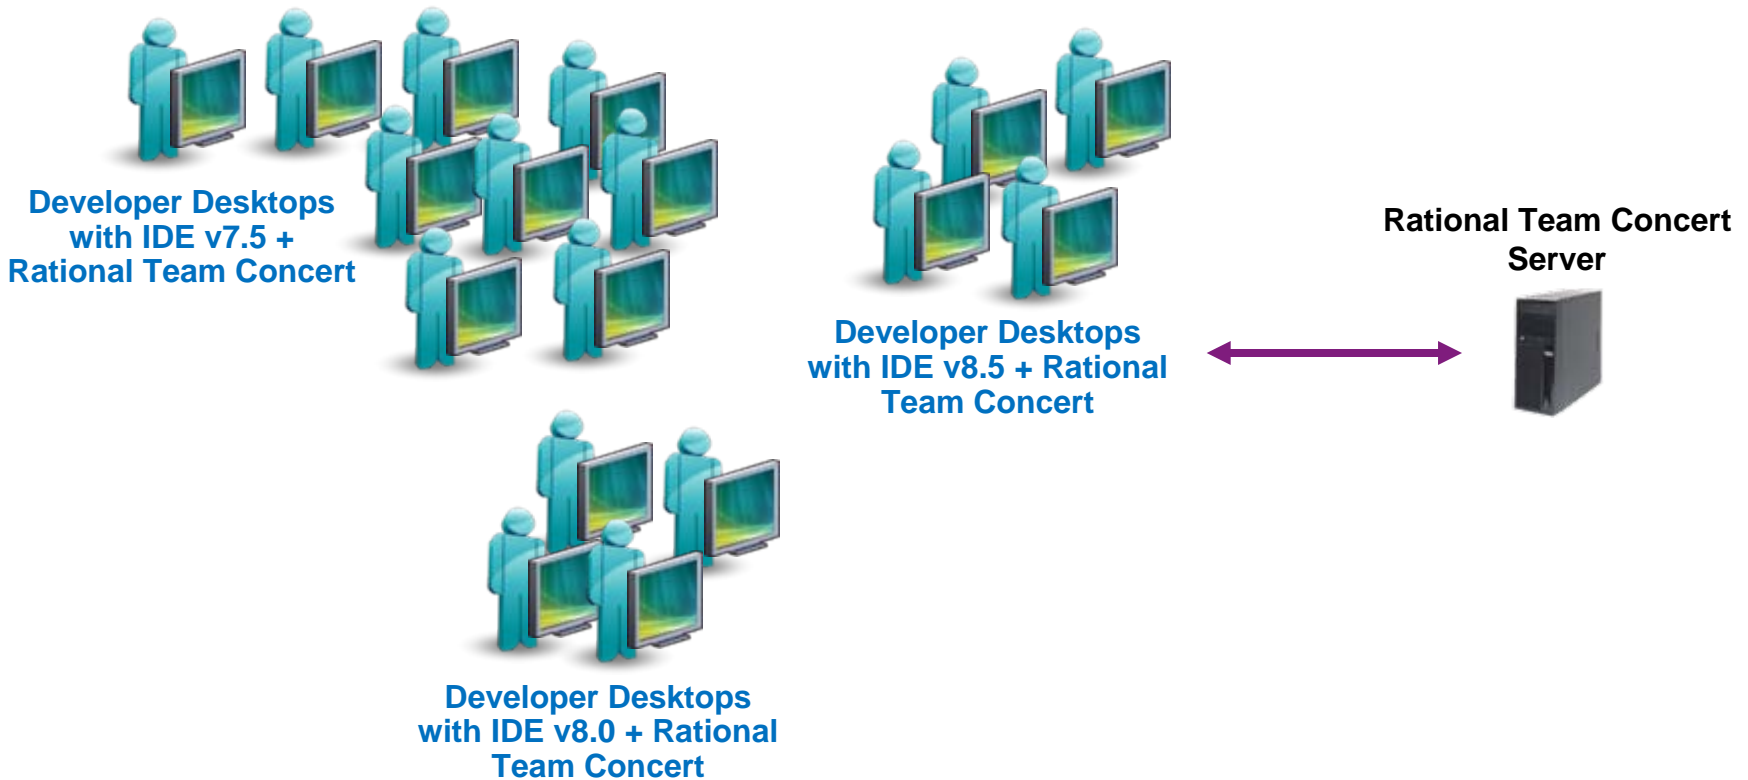 Developer Desktops
with IDE v7.5 +
Rational Team Concert
Developer Desktops
with IDE v8.5 + Rational
Team Concert
Rational Team Concert
Server
Developer Desktops
with IDE v8.0 + Rational
Team Concert